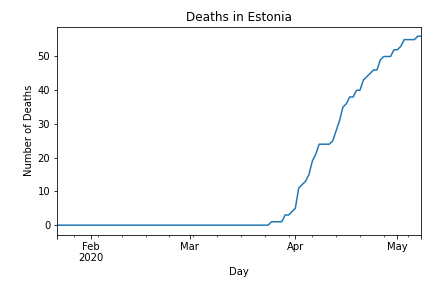 Deaths in Estonia
Number of Deaths
50
40
30
20
10
0
Feb
2020
Mar
Apr
May
Day